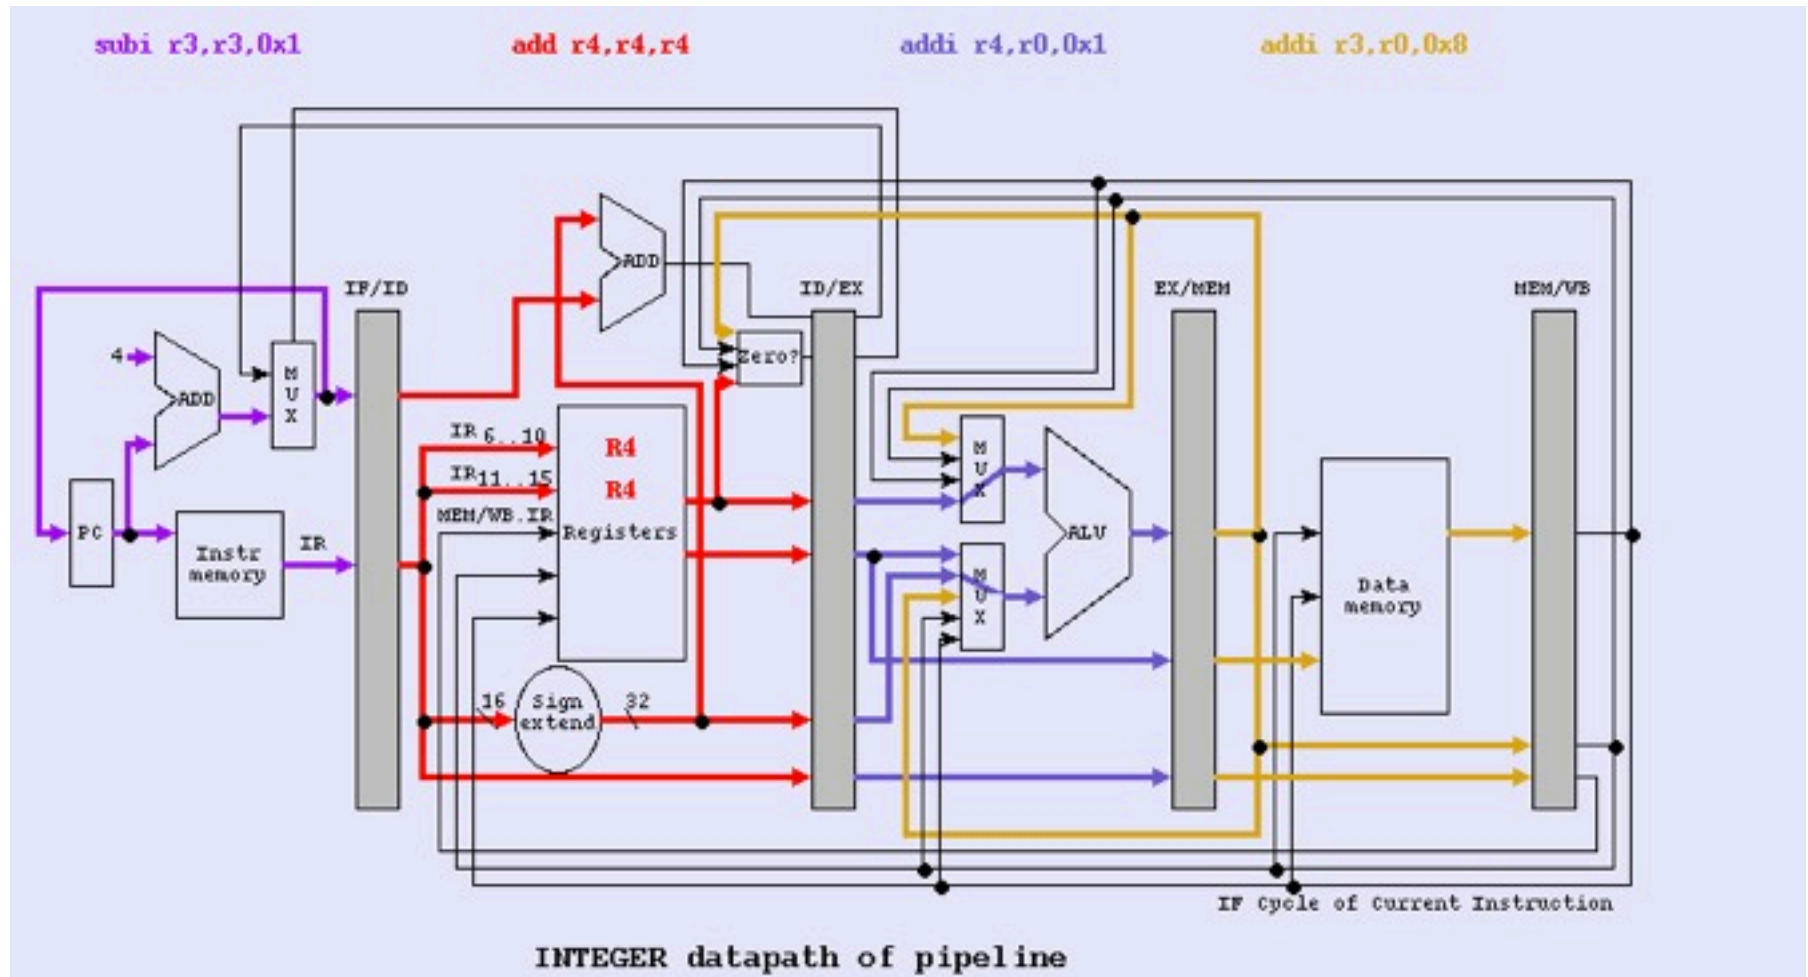 subi r3,r3,0x1 add r4,r4,r4 addi r4,r0,0x1 addi r3,r0,0x8
ADD
IF/ID ID/EX EX/MEM MEM/WB
4
ADD
M
U
X
Zero?
IR 6..10
R4
IR 11..15
R4
MEM/WB.IR
Registers
PC
Instr
memory
IR
M
U
X
ALU
M
U
X
Data
memory
16
Sign
extend
32
IF Cycle of Current Instruction
INTEGER datapath of pipeline